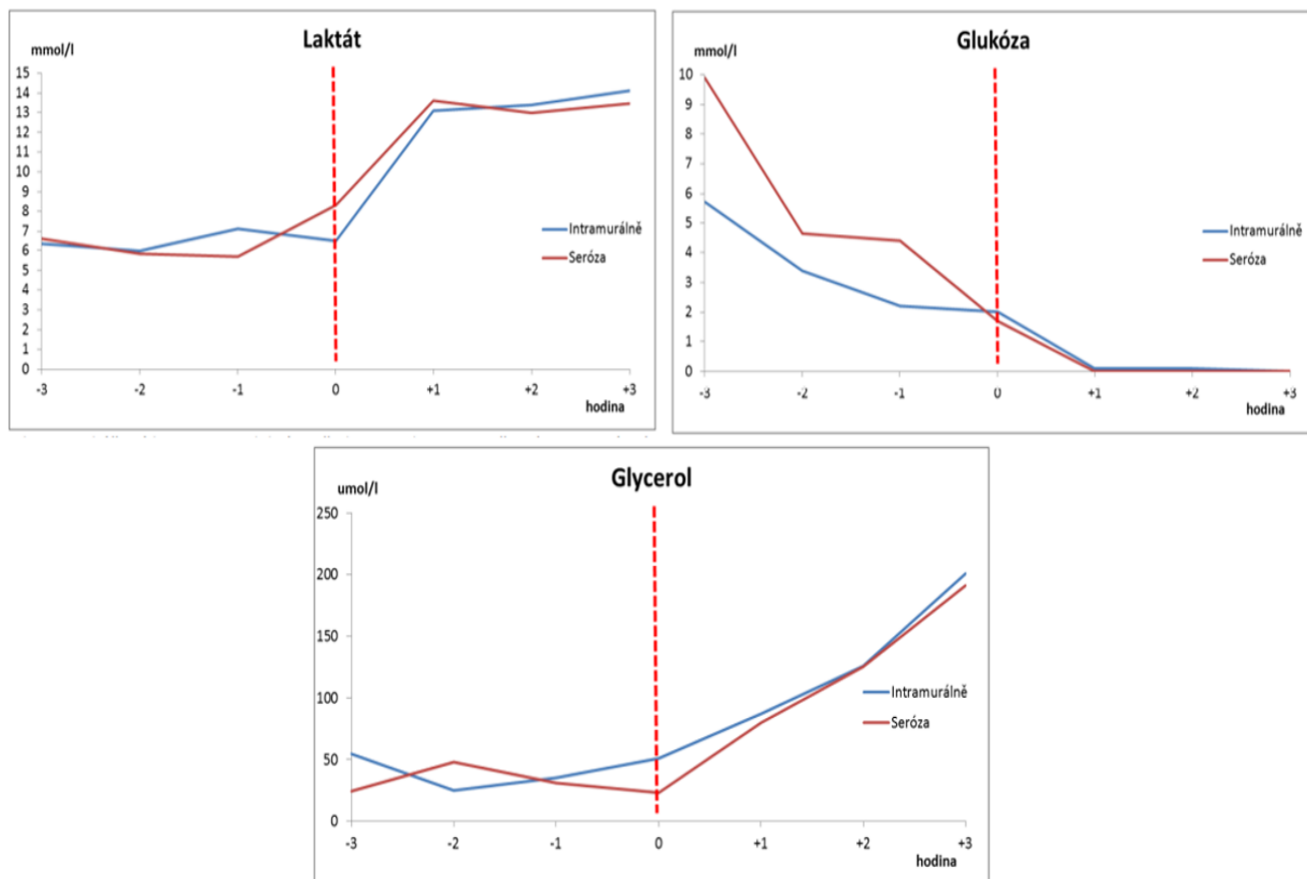 Laktát
mmol/l
15
14
13
12
11
10
9
8
7
6
5
4
3
2
1
0
-3 -2 -1 0 +1 +2 +3
hodina
Intramurálně
Seróza
Glukóza
mmol/l
10
9
8
7
6
5
4
3
2
1
0
-3 -2 -1 0 +1 +2 +3
hodina
Intramurálně
Seróza
Glycerol
umol/l
250
200
150
100
50
0
-3 -2 -1 0 +1 +2 +3
hodina
Intramurálně
Seróza